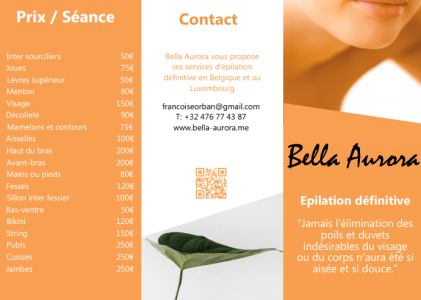 Prix / Séance
Inter sourciliers 50€
Joues 75€
Lèvres supérieur 50€
Menton 80€
Visage 150€
Décolleté 90€
Mamelons et contours 75€
Aisselles 100€
Haut du bras 200€
Avant-bras 200€
Mains ou pieds 80€
Fesses 120€
Sillon inter fessier 100€
Bas-ventre 50€
Bikini 120€
String 150€
Pubis 250€
Cuisses 250€
Jambes 250€
Contact
Bella Aurora vous propose
ses services d'épilation
définitive en Belgique et au
Luxembourg
francoiseorban@gmail.com
T: +32 476 77 43 87
www.bella-aurora.me
Bella Aurora
Epilation définitive
"Jamais l'élimination des
poils et duvets
indésirables du visage
ou du corps n'aura été si
aisée et si douce."